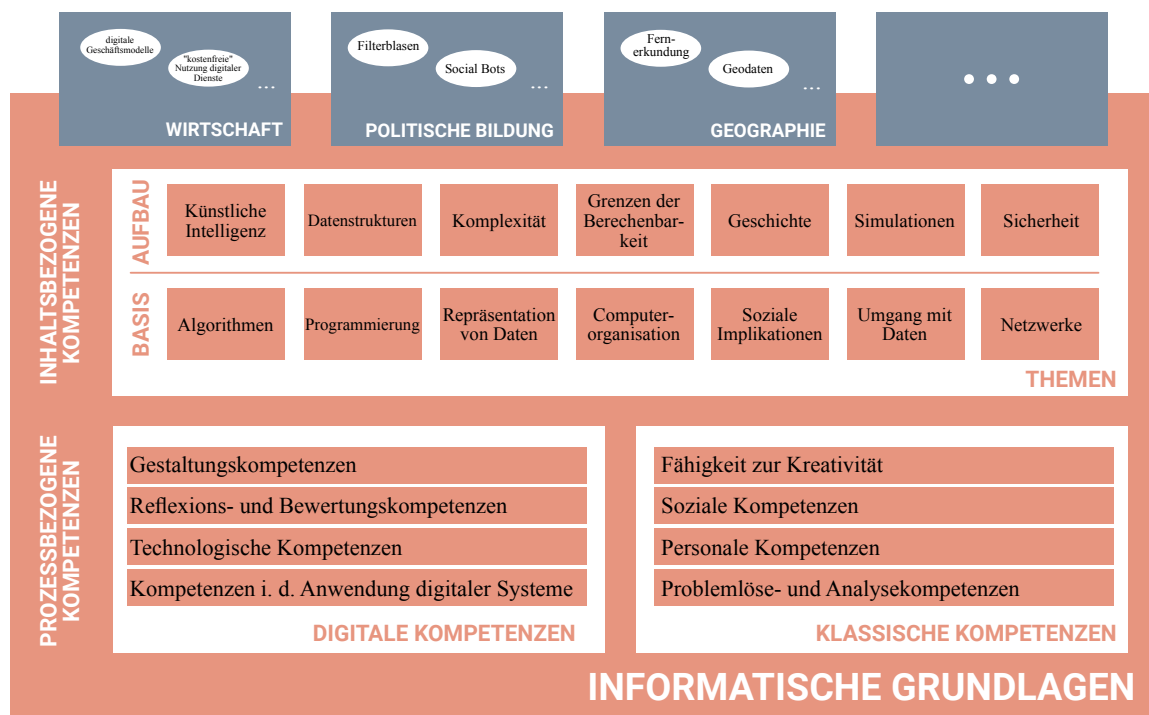 digitale
Geschäftsmodelle
"kostenfreie"
Nutzung digitaler
Dienste
...
WIRTSCHAFT
Filterblasen
Social Bots
...
POLITISCHE BILDUNG
Fern-
erkundung
Geodaten
...
GEOGRAPHIE
...
INHALTSBEZOGENE
KOMPETENZEN
AUFBAU
Künstliche
Intelligenz
Datenstrukturen
Komplexität
Grenzen der
Berechenbar-
keit
Geschichte
Simulationen
Sicherheit
BASIS
Algorithmen
Programmierung
Repräsentation
von Daten
Computer-
organisation
Soziale
Implikationen
Umgang mit
Daten
Netzwerke
THEMEN
PROZESSBEZOGENE
KOMPETENZEN
Gestaltungskompetenzen
Reflexions- und Bewertungskompetenzen
Technologische Kompetenzen
Kompetenzen i. d. Anwendung digitaler Systeme
DIGITALE KOMPETENZEN
Fähigkeit zur Kreativität
Soziale Kompetenzen
Personale Kompetenzen
Problemlöse- und Analysekompetenzen
KLASSISCHE KOMPETENZEN
INFORMATISCHE GRUNDLAGEN